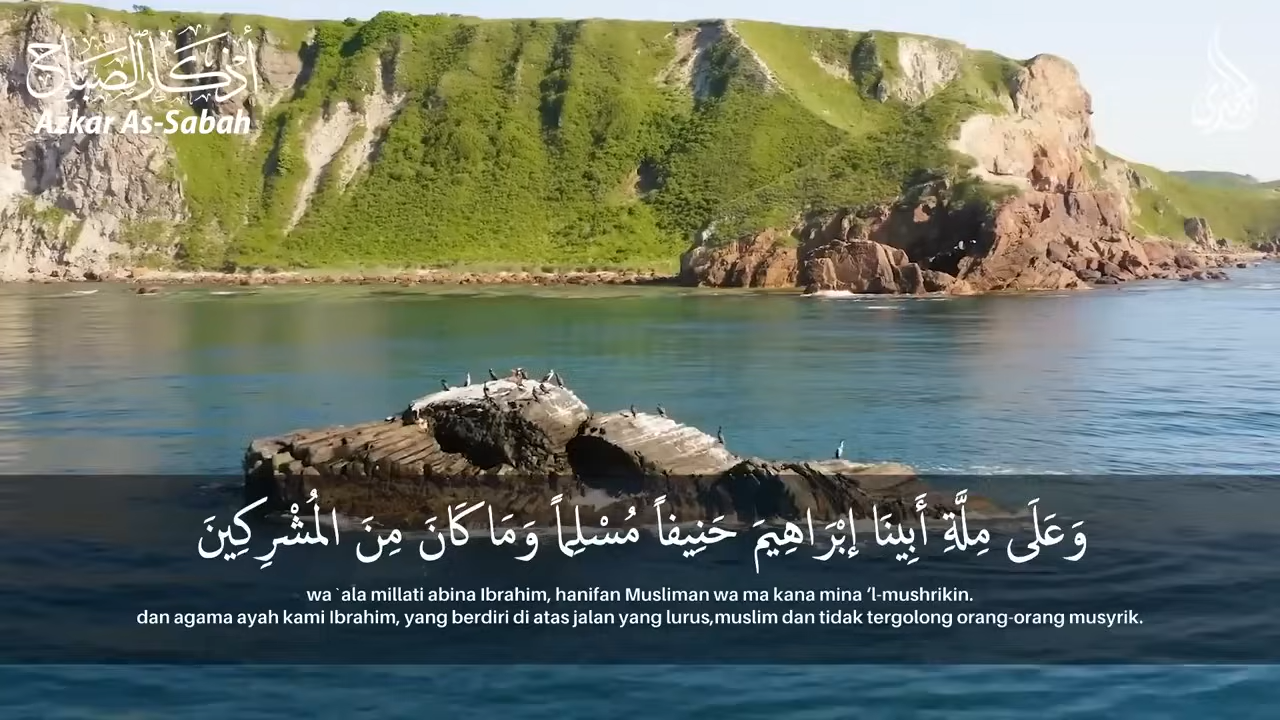 أذكار الصباح
Azkar As-Sabah
وَعَلَى مِلَّةِ أَبِينَا إِبْرَاهِيمَ حَنِيفاً مُسْلِماً وَمَا كَانَ مِنَ الْمُشْرِكِينَ
wa `ala millati abina Ibrahim, hanifan Musliman wa ma kana mina ‘l-mushrikin.
dan agama ayah kami Ibrahim, yang berdiri di atas jalan yang lurus,muslim dan tidak tergolong orang-orang musyrik.